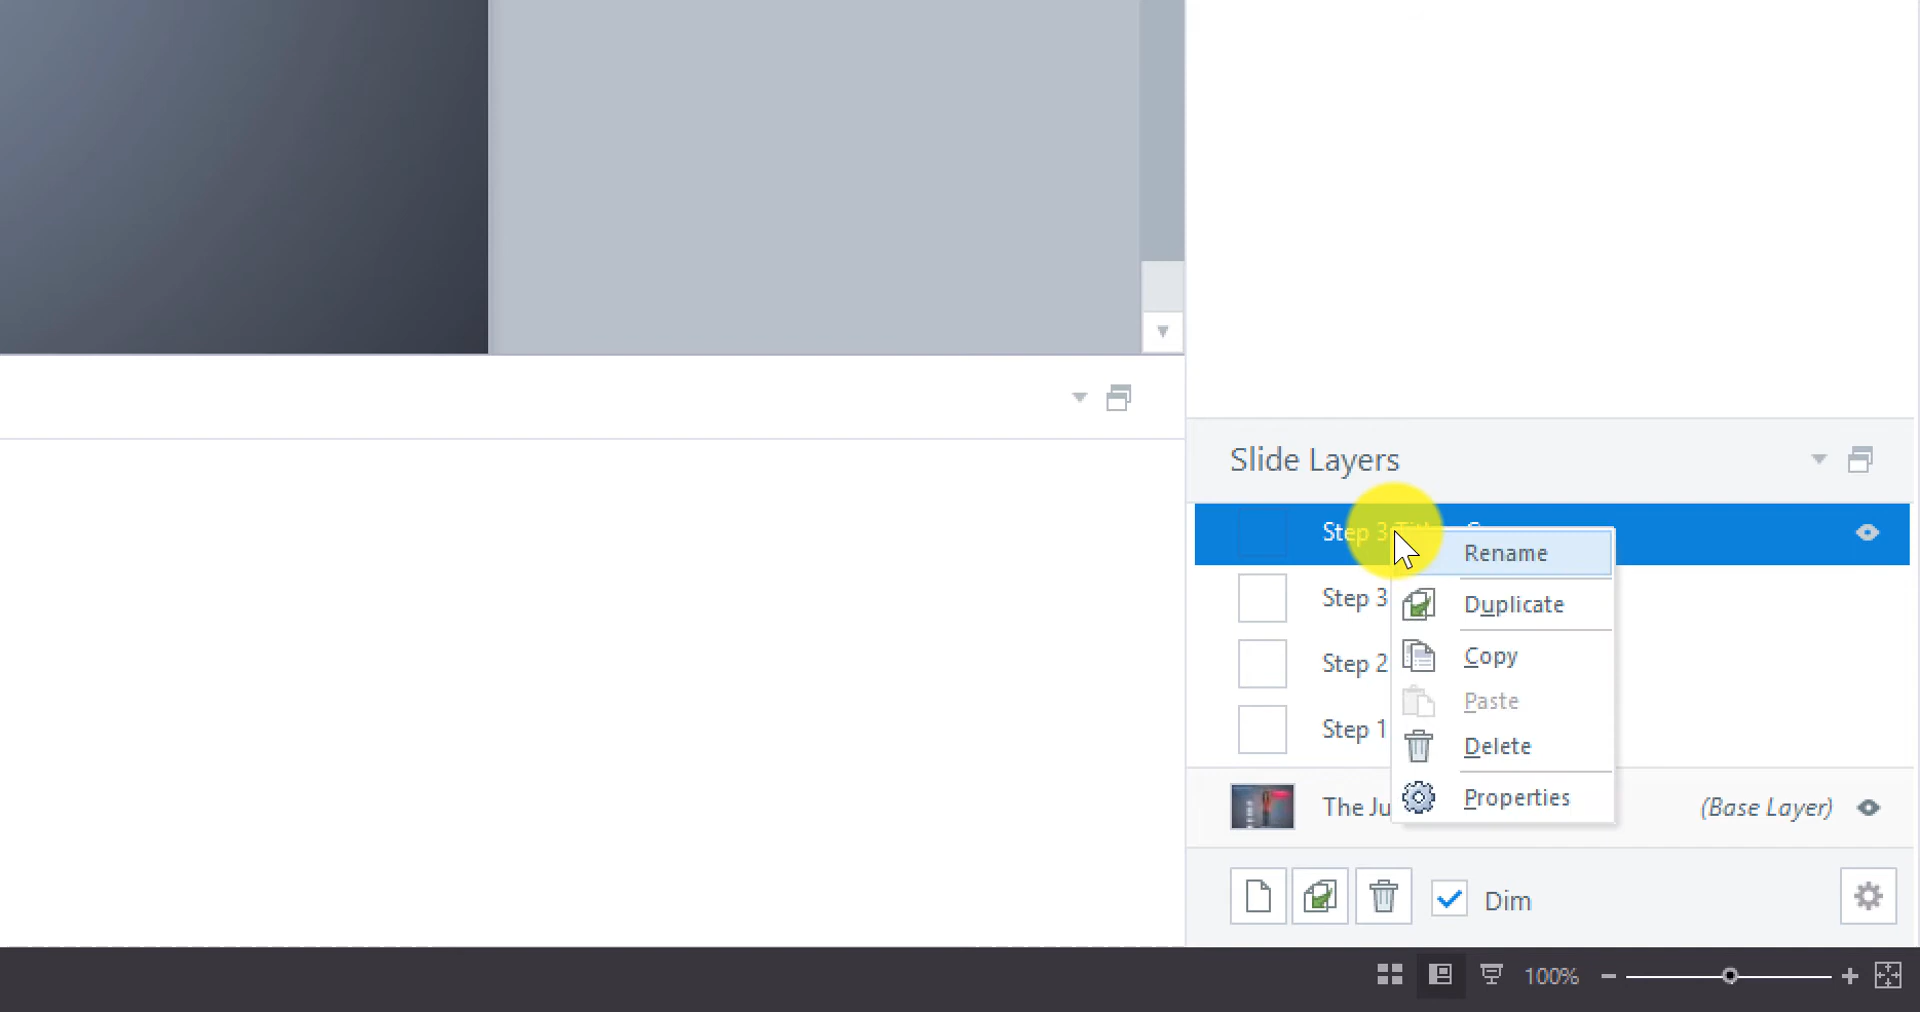 Slide Layers
Step 3
Rename
Step 3
Duplicate
Step 2
Copy
Paste
Step 1
Delete
The Ju
Properties
(Base Layer)
Dim
100%